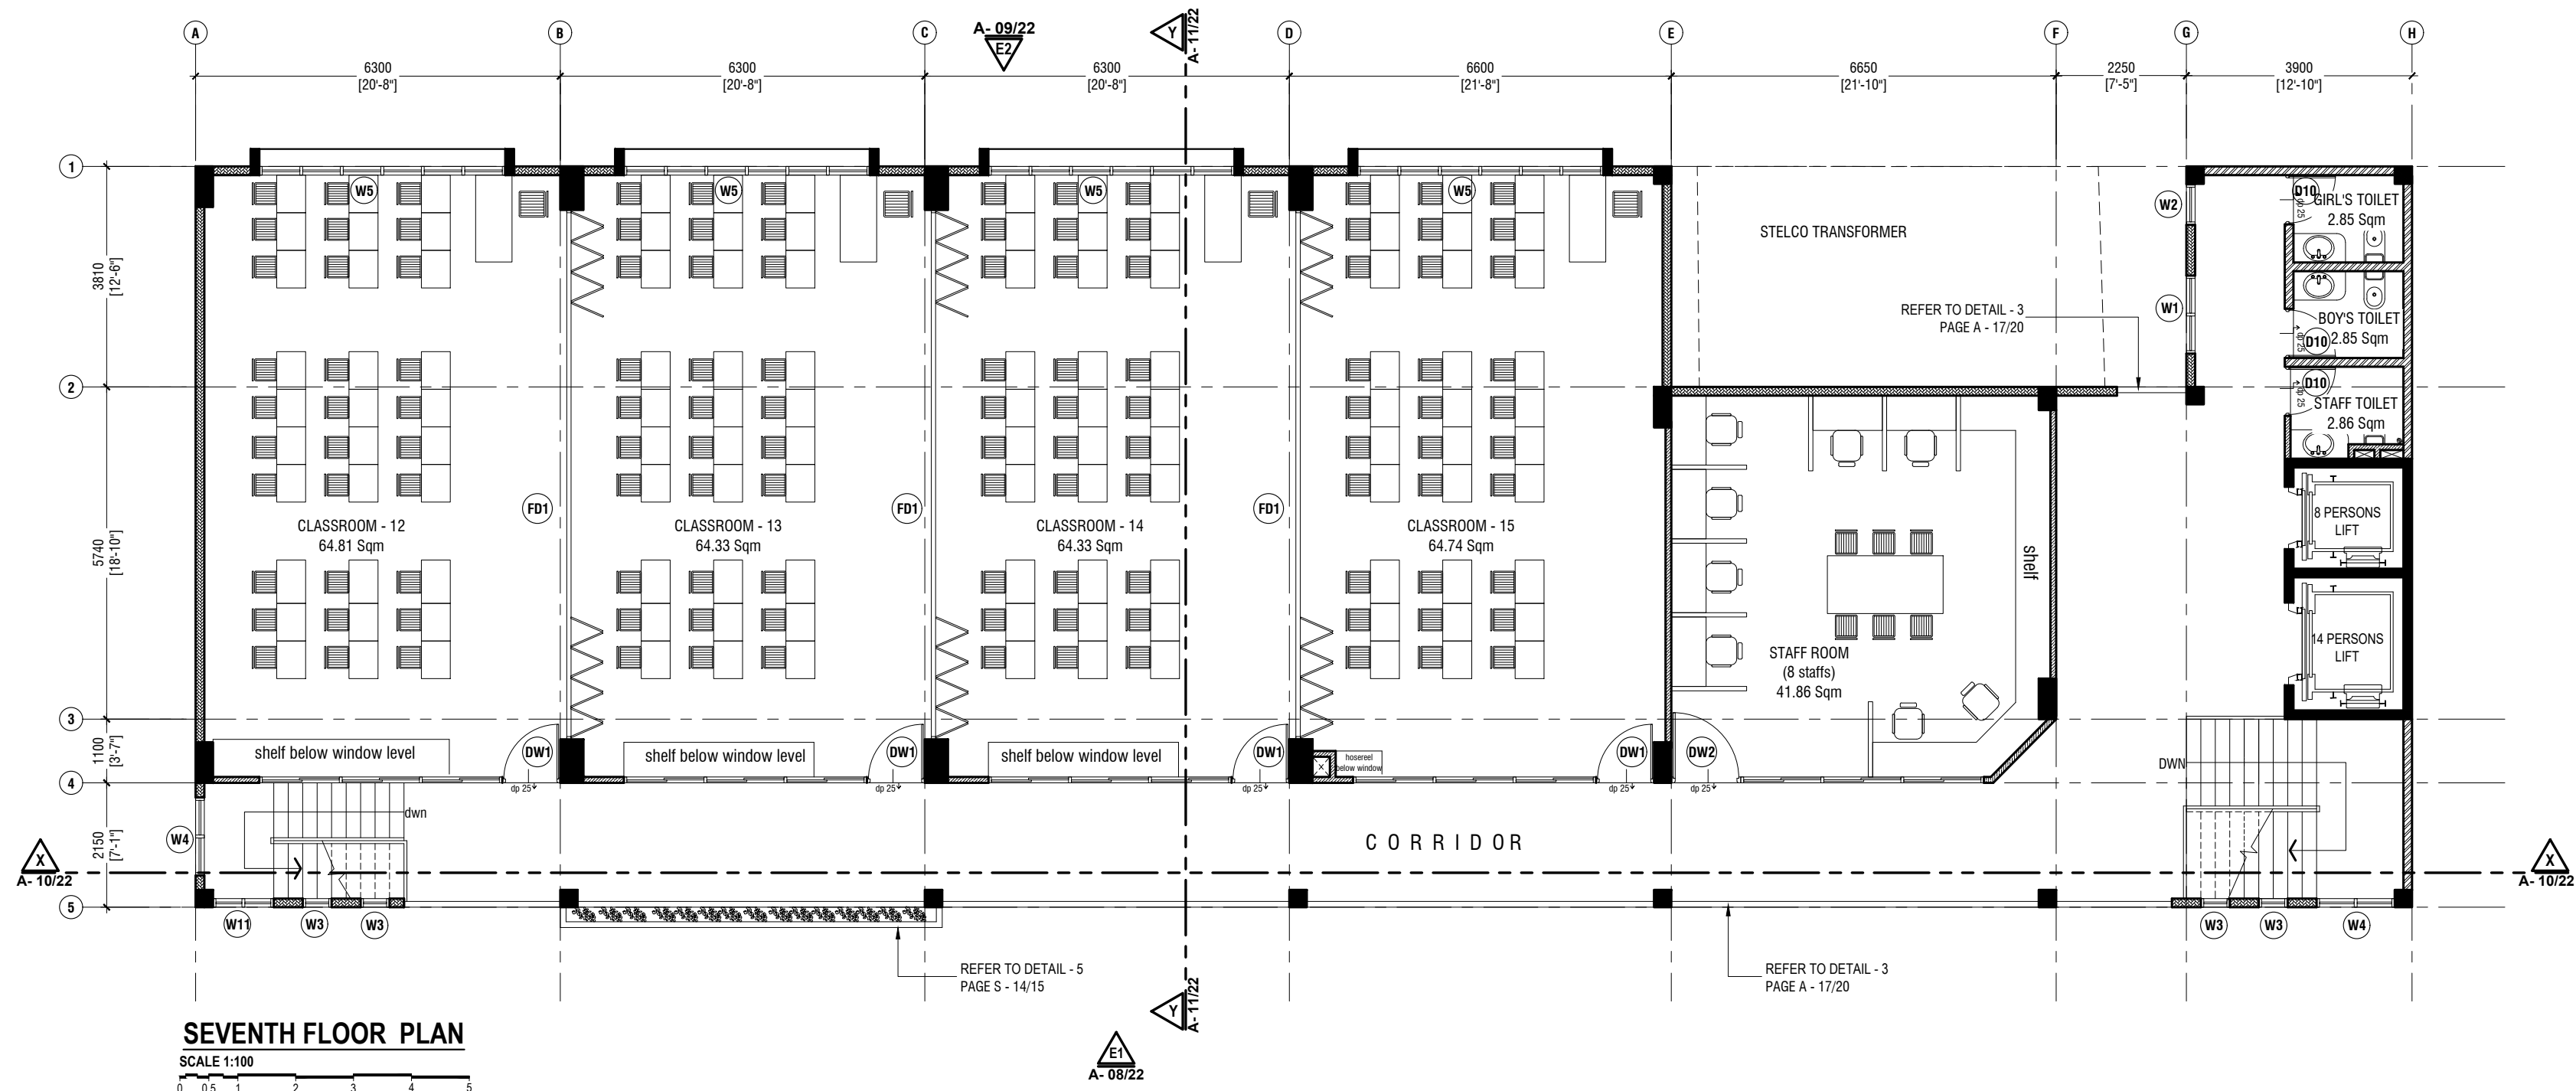 A
B
C
D
E
F
G
H
A- 09/22
E2
Y
A- 11/22
6300
[20'-8"]
6300
[20'-8"]
6300
[20'-8"]
6600
[21'-8"]
6650
[21'-10"]
2250
[7'-5"]
3900
[12'-10"]
1
2
3
4
5
3810
[12'-6"]
5740
[18'-10"]
1100
[3'-7"]
2150
[7'-1"]
W5
W5
W5
W5
W2
W1
D10
dp 25
GIRL'S TOILET
2.85 Sqm
STELCO TRANSFORMER
REFER TO DETAIL - 3
PAGE A - 17/20
BOY'S TOILET
D10
2.85 Sqm
dp 25
D10
dp 25
STAFF TOILET
2.86 Sqm
FD1
FD1
FD1
CLASSROOM - 12
64.81 Sqm
CLASSROOM - 13
64.33 Sqm
CLASSROOM - 14
64.33 Sqm
CLASSROOM - 15
64.74 Sqm
shelf
8 PERSONS
LIFT
14 PERSONS
LIFT
STAFF ROOM
(8 staffs)
41.86 Sqm
shelf below window level
shelf below window level
shelf below window level
hosereel
below window
DW1
DW1
DW1
DW1
DW2
dp 25
dp 25
dp 25
dp 25
dp 25
DWN
dwn
W4
CORRIDOR
X
A- 10/22
X
A- 10/22
W11
W3
W3
W3
W3
W4
REFER TO DETAIL - 5
PAGE S - 14/15
REFER TO DETAIL - 3
PAGE A - 17/20
Y
A- 11/22
E1
A- 08/22
SEVENTH FLOOR PLAN
SCALE 1:100
0 0.5 1 2 3 4 5